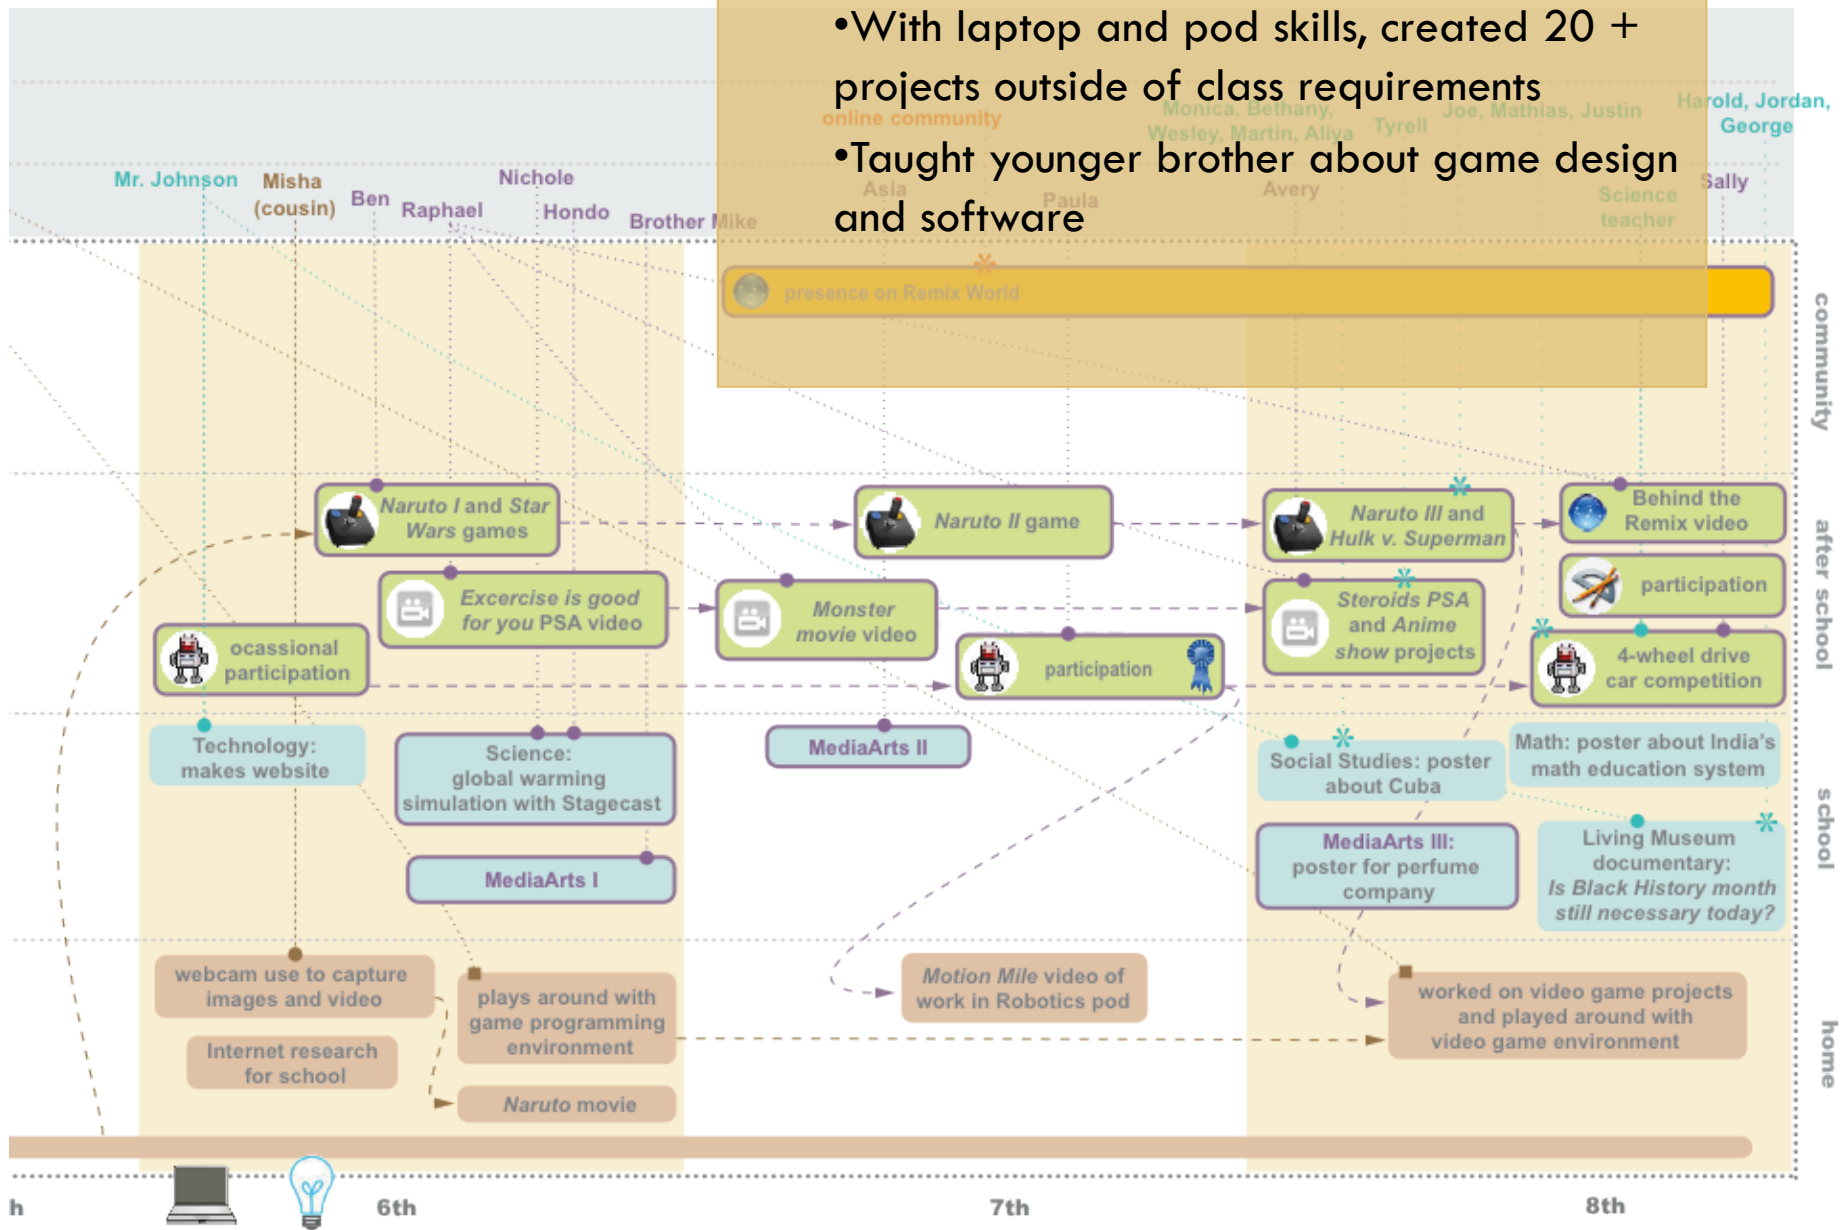 •With laptop and pod skills, created 20 +
projects outside of class requirements
•Taught younger brother about game design
and software
online community
Monica, Bethany,
Wesley, Martin, Aliya
Tyrell
Joe, Mathias, Justin
Harold, Jordan,
George
Mr. Johnson
Misha
(cousin)
Ben
Raphael
Nichole
Hondo
Brother Mike
Asia
Paula
Avery
Science
teacher
Sally
presence on Remix World
community
Naruto I and Star
Wars games
Naruto II game
Naruto III and
Hulk v. Superman
Behind the
Remix video
Excercise is good
for you PSA video
Monster
movie video
Steroids PSA
and Anime
show projects
participation
ocassional
participation
participation
4-wheel drive
car competition
after school
Technology:
makes website
Science:
global warming
simulation with Stagecast
MediaArts I
MediaArts II
Social Studies: poster
about Cuba
Math: poster about India's
math education system
MediaArts III:
poster for perfume
company
Living Museum
documentary:
Is Black History month
still necessary today?
school
webcam use to capture
images and video
Internet research
for school
plays around with
game programming
environment
Naruto movie
Motion Mile video of
work in Robotics pod
worked on video game projects
and played around with
video game environment
home
h
6th
7th
8th